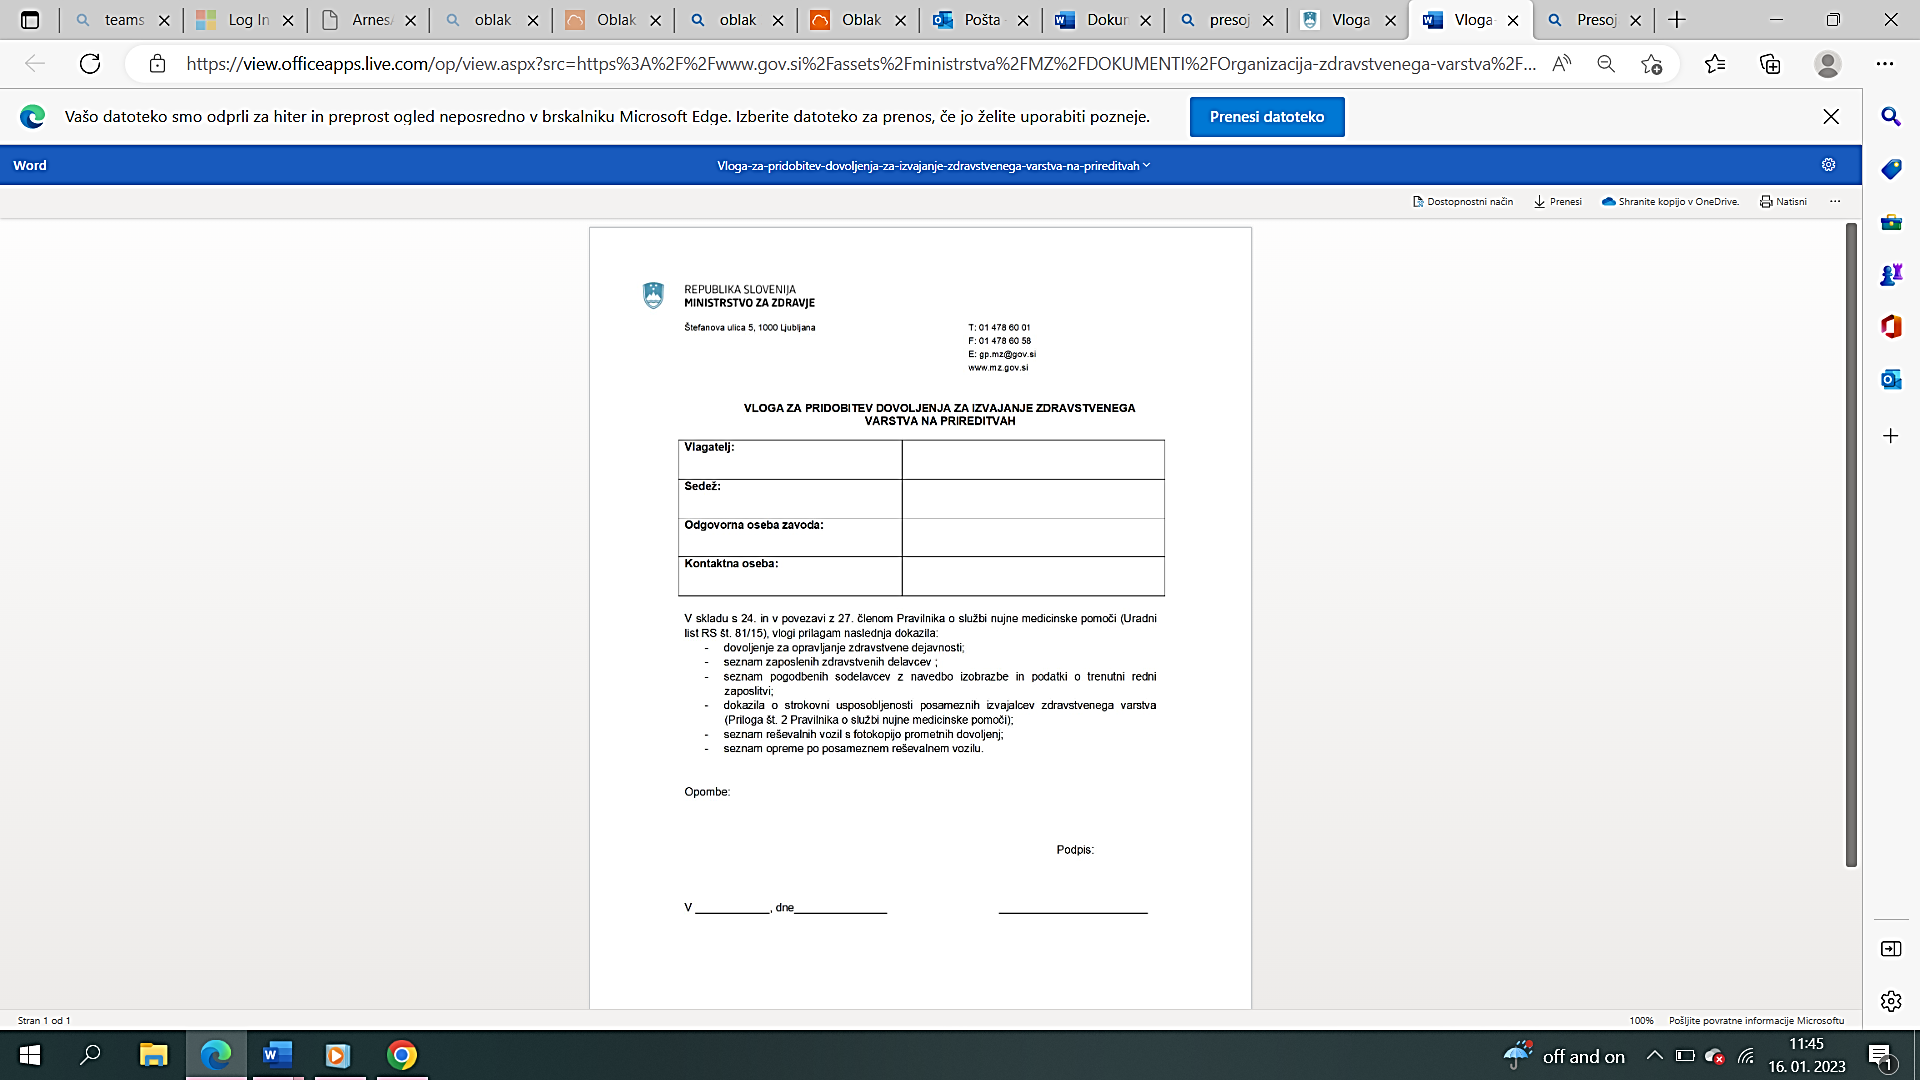 teams
Log In
Arnes
oblak
Oblak
oblak
Oblak
Pošta
Dokur
presoj
Vloga
Vloga
Presoj
https://view.officeapps.live.com/op/view.aspx?src=https%3A%2F%2Fwww.gov.si%2Fassets%2Fministrstva%2FMZ%2FDOKUMENTI%2FOrganizacija-zdravstvenega-varstva%2F...
Vašo datoteko smo odprli za hiter in preprost ogled neposredno v brskalniku Microsoft Edge. Izberite datoteko za prenos, če jo želite uporabiti pozneje.
Prenesi datoteko
Word
Vloga-za-pridobitev-dovoljenja-za-izvajanje-zdravstvenega-varstva-na-prireditvah
Dostopnostni način
Prenesi
Shranite kopijo v OneDrive.
Natisni
REPUBLIKA SLOVENIJA
MINISTRSTVO ZA ZDRAVJE
Štefanova ulica 5, 1000 Ljubljana
T: 01 478 60 01
F: 01 478 60 58
E: gp.mz@gov.si
www.mz.gov.si
VLOGA ZA PRIDOBITEV DOVOLJENJA ZA IZVAJANJE ZDRAVSTVENEGA
VARSTVA NA PRIREDITVAH
Vlagatelj:
Sedež:
Odgovorna oseba zavoda:
Kontaktna oseba:
V skladu s 24. in v povezavi z 27. členom Pravilnika o službi nujne medicinske pomoči (Uradni
list RS št. 81/15), vlogi prilagam naslednja dokazila:
- dovoljenje za opravljanje zdravstvene dejavnosti;
- seznam zaposlenih zdravstvenih delavcev ;
- seznam pogodbenih sodelavcev z navedbo izobrazbe in podatki o trenutni redni
zaposlitvi;
- dokazila o strokovni usposobljenosti posameznih izvajalcev zdravstvenega varstva
(Priloga št. 2 Pravilnika o službi nujne medicinske pomoči);
- seznam reševalnih vozil s fotokopijo prometnih dovoljenj;
- seznam opreme po posameznem reševalnem vozilu.
Opombe:
Podpis:
V ____________, dne_______________ ________________________
Stran 1 od 1
100%
Pošljite povratne informacije Microsoftu
off and on
11:45
16. 01. 2023
1